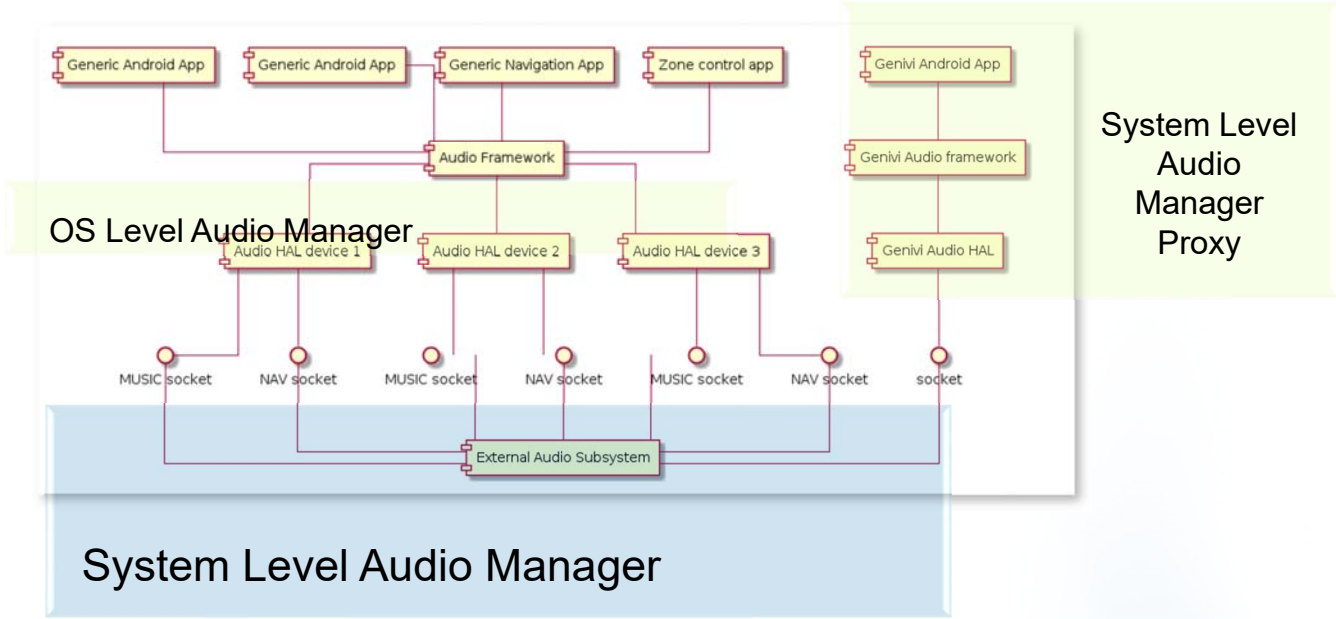 Generic Android App
Generic Android App
Generic Navigation App
Zone control app
Genivi Android App
System Level
Audio
Manager
Proxy
Audio Framework
Genivi Audio framework
OS Level Audio Manager
Audio HAL device 1
Audio HAL device 2
Audio HAL device 3
Genivi Audio HAL
MUSIC socket
NAV socket
MUSIC socket
NAV socket
MUSIC socket
NAV socket
socket
External Audio Subsystem
System Level Audio Manager